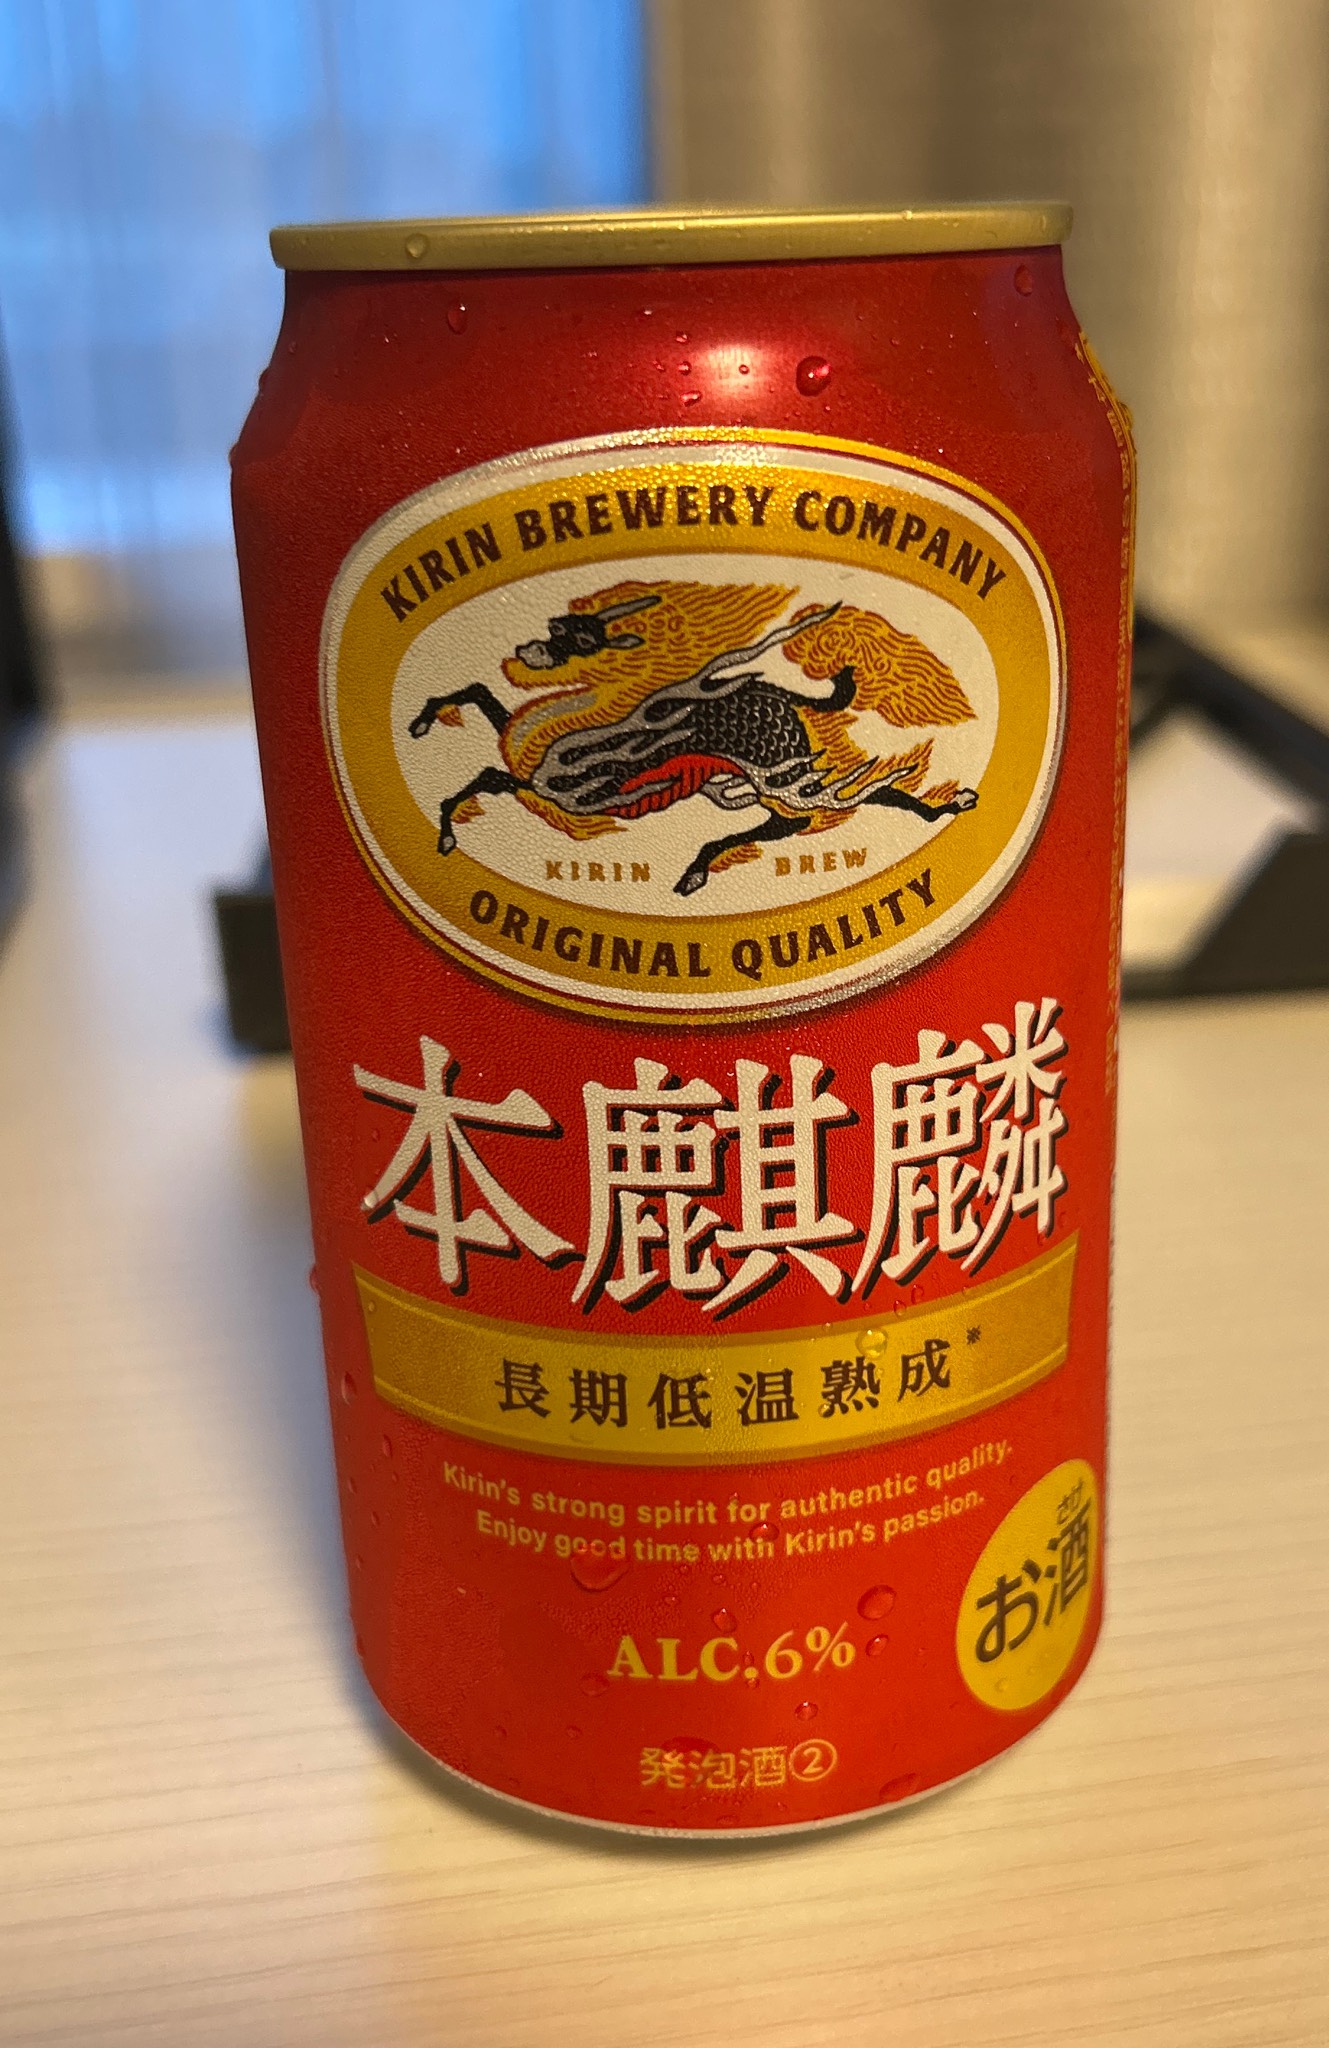 KIRIN BREWERY COMPANY
KIRIN BREW
ORIGINAL QUALITY
本麒麟
長期低温熟成※
Kirin's strong spirit for authentic quality.
Enjoy good time with Kirin's passion.
さけ
お酒
ALC.6%
発泡酒②